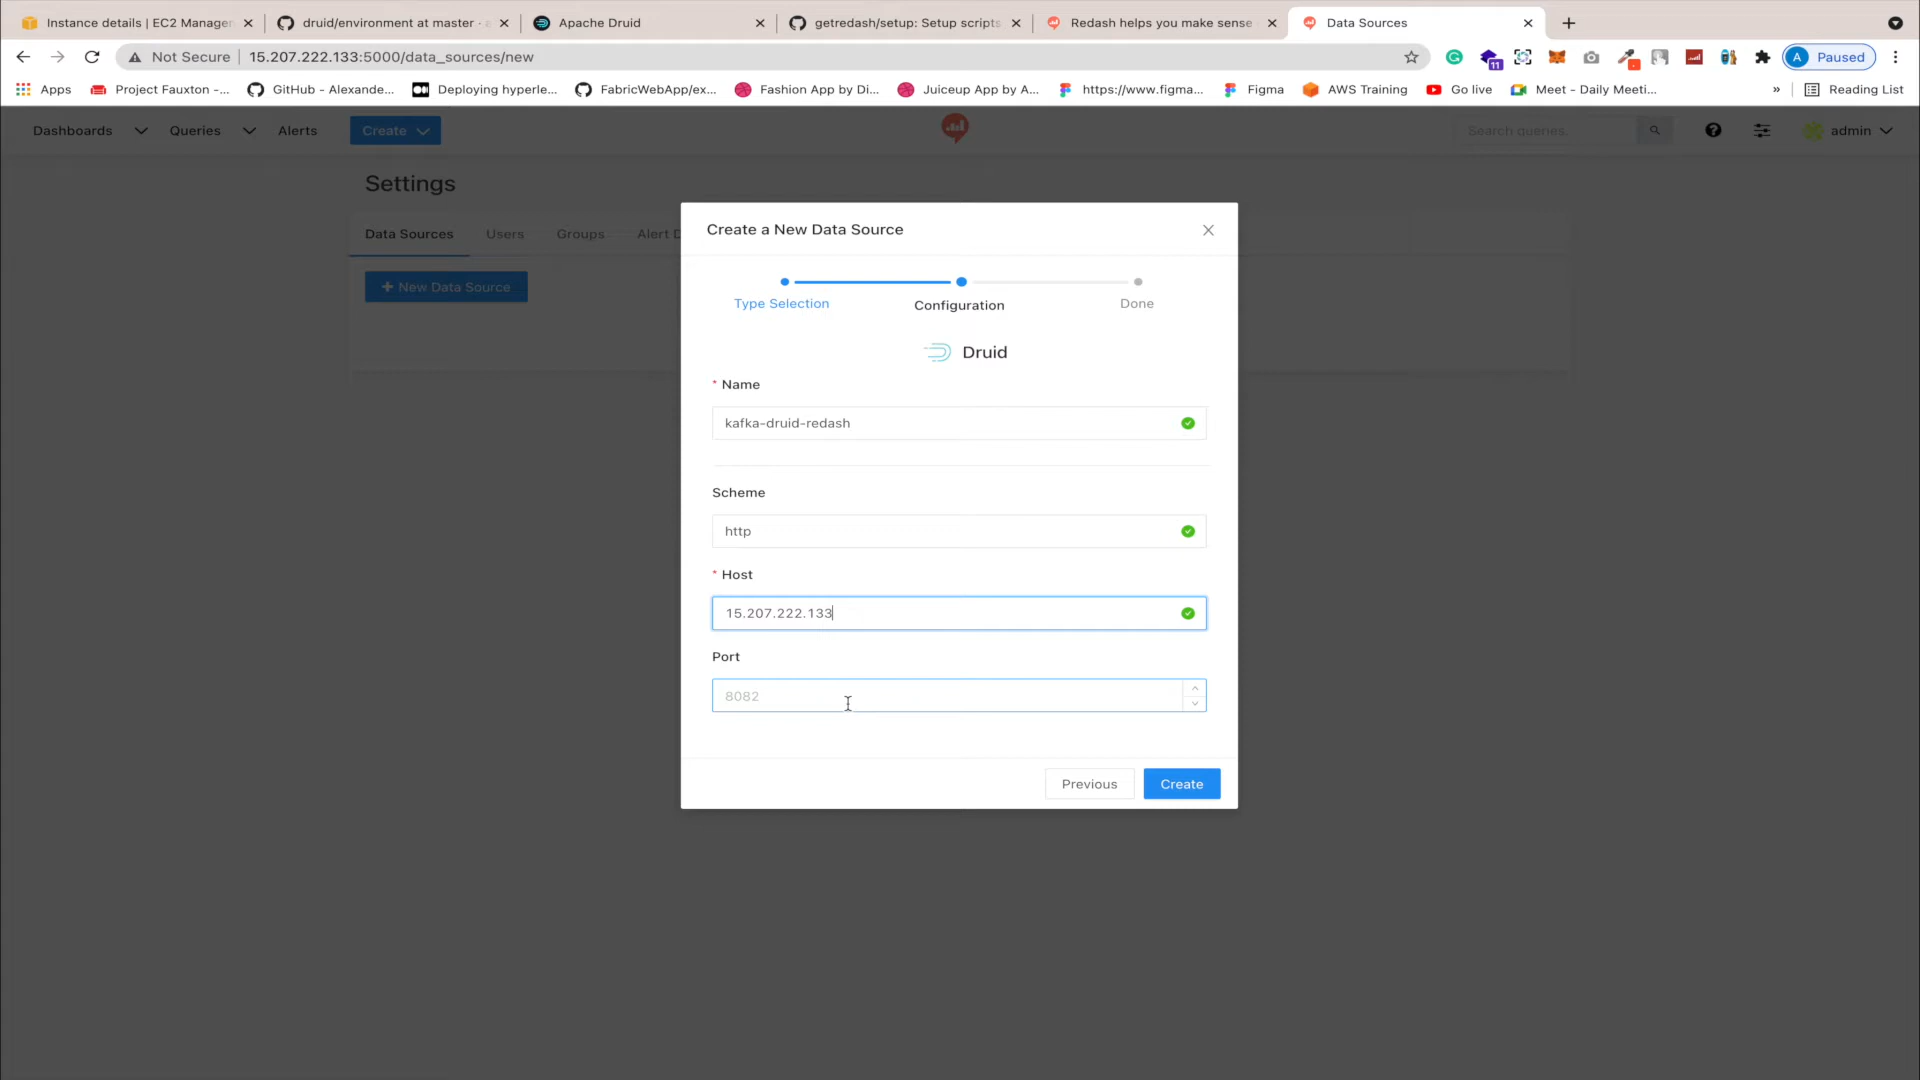 Instance details | EC2 Manager
druid/environment at master · a
Apache Druid
getredash/setup: Setup scripts
Redash helps you make sense
Data Sources
Not Secure
15.207.222.133:5000/data_sources/new
11
A
Paused
Apps
Project Fauxton -...
GitHub - Alexande...
Deploying hyperle...
FabricWebApp/ex...
Fashion App by Di...
Juiceup App by A...
https://www.figma...
Figma
AWS Training
Go live
Meet - Daily Meeti...
»
Reading List
Dashboards
Queries
Alerts
Create
Search queries.
admin
Settings
Data Sources
Users
Groups
Alert D
+ New Data Source
Create a New Data Source
Type Selection
Configuration
Done
Druid
* Name
kafka-druid-redash
Scheme
http
* Host
15.207.222.133
Port
8082
Previous
Create